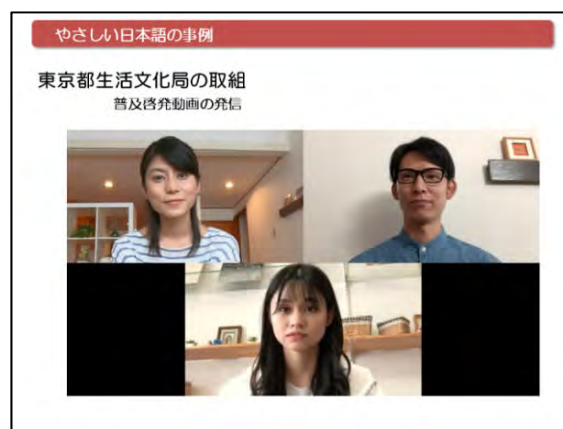 やさしい日本語の事例
東京都生活文化局の取組
普及啓発動画の発信